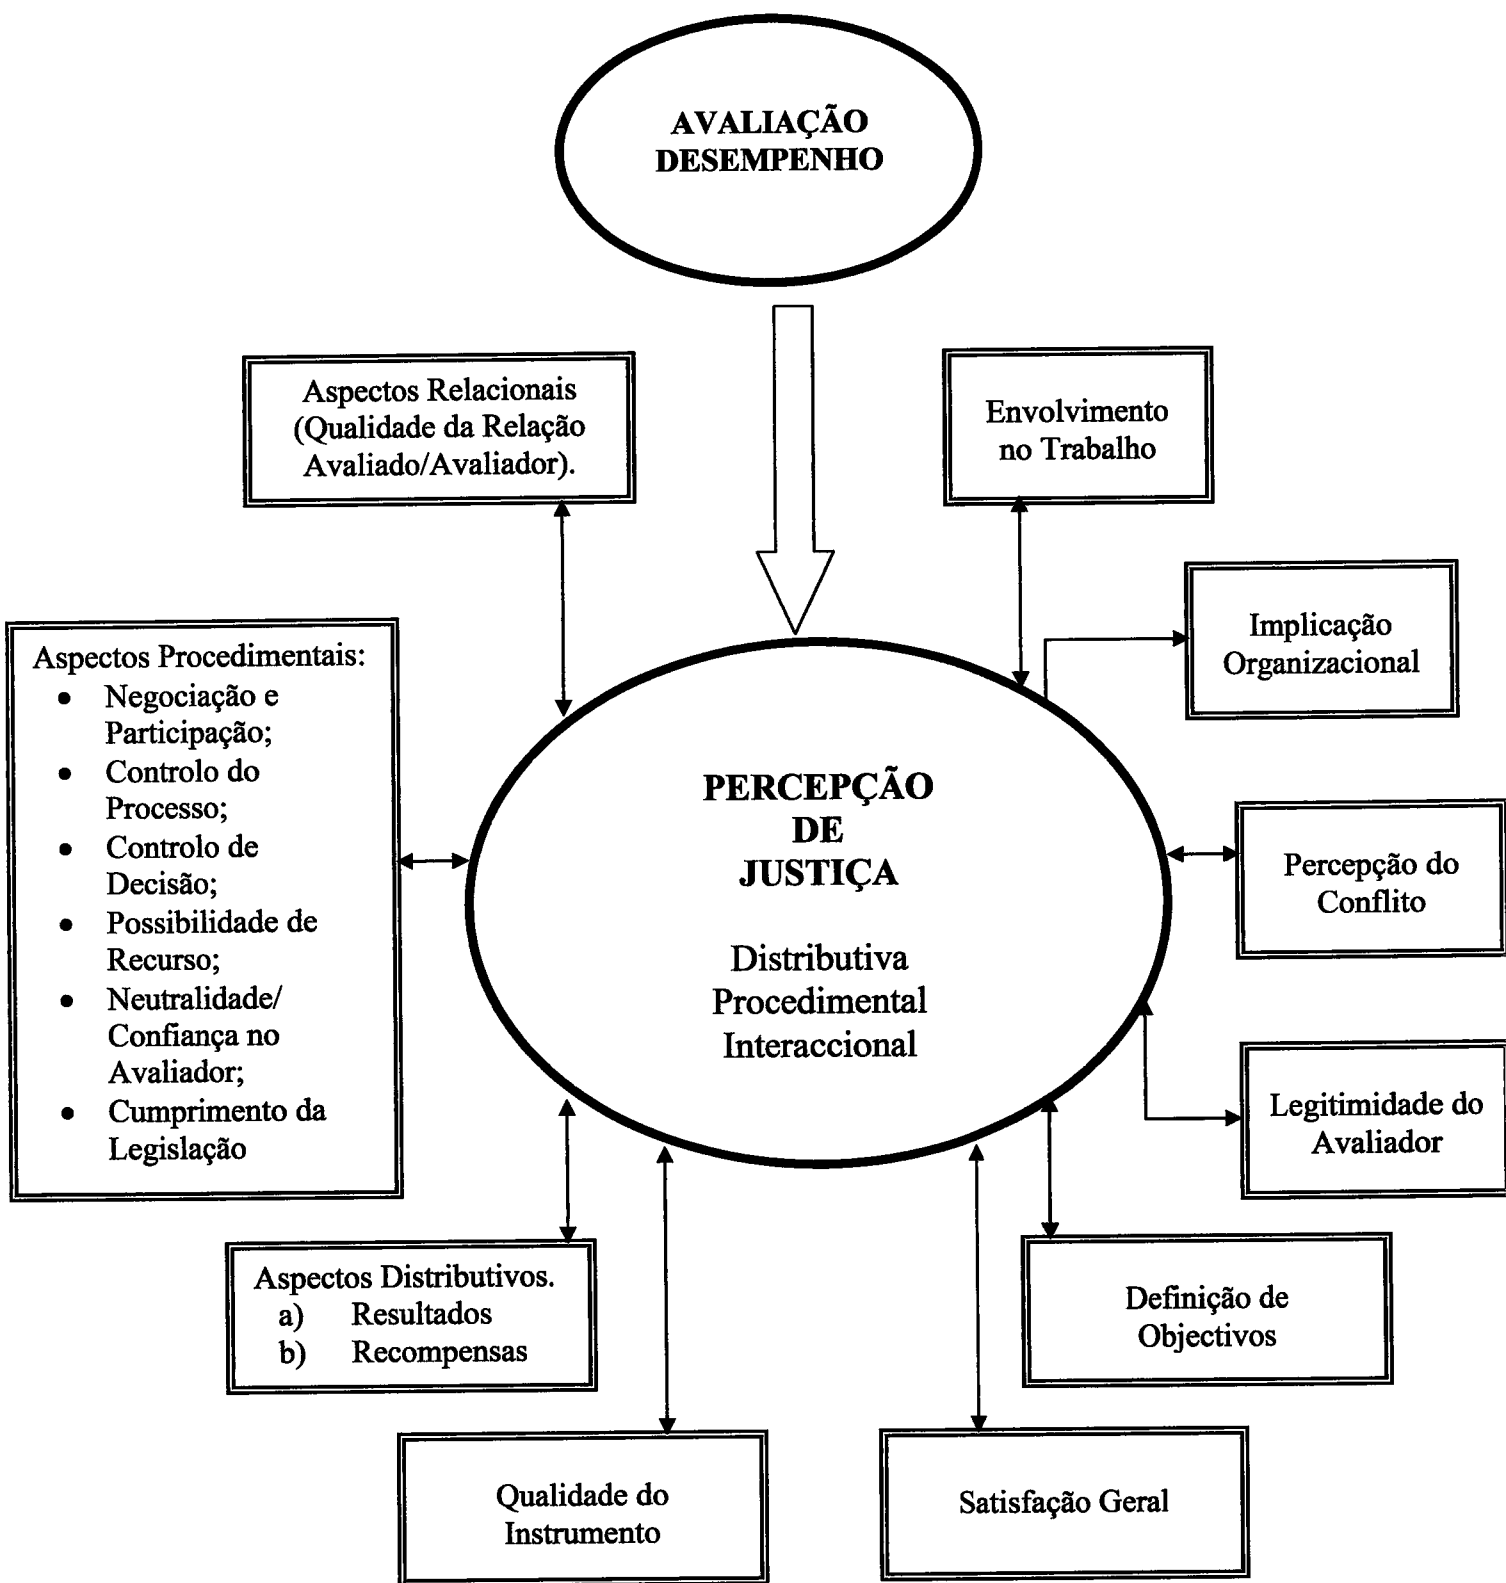 AVALIAÇÃO
DESEMPENHO
Aspectos Relacionais
(Qualidade da Relação
Avaliado/Avaliador).
Envolvimento
no Trabalho
Implicação
Organizacional
Aspectos Procedimentais:
• Negociação e
Participação;
• Controlo do
Processo;
• Controlo de
Decisão;
• Possibilidade de
Recurso;
• Neutralidade/
Confiança no
Avaliador;
• Cumprimento da
Legislação
PERCEPÇÃO
DE
JUSTIÇA
Distributiva
Procedimental
Interaccional
Percepção do
Conflito
Legitimidade do
Avaliador
Aspectos Distributivos.
a) Resultados
b) Recompensas
Definição de
Objectivos
Qualidade do
Instrumento
Satisfação Geral